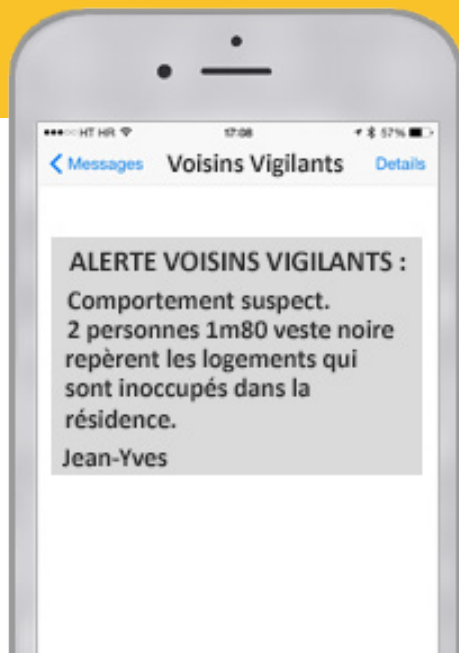 HT HR 17:08 57%
Messages Voisins Vigilants Details
ALERTE VOISINS VIGILANTS :
Comportement suspect.
2 personnes 1m80 veste noire
repèrent les logements qui
sont inoccupés dans la
résidence.
Jean-Yves